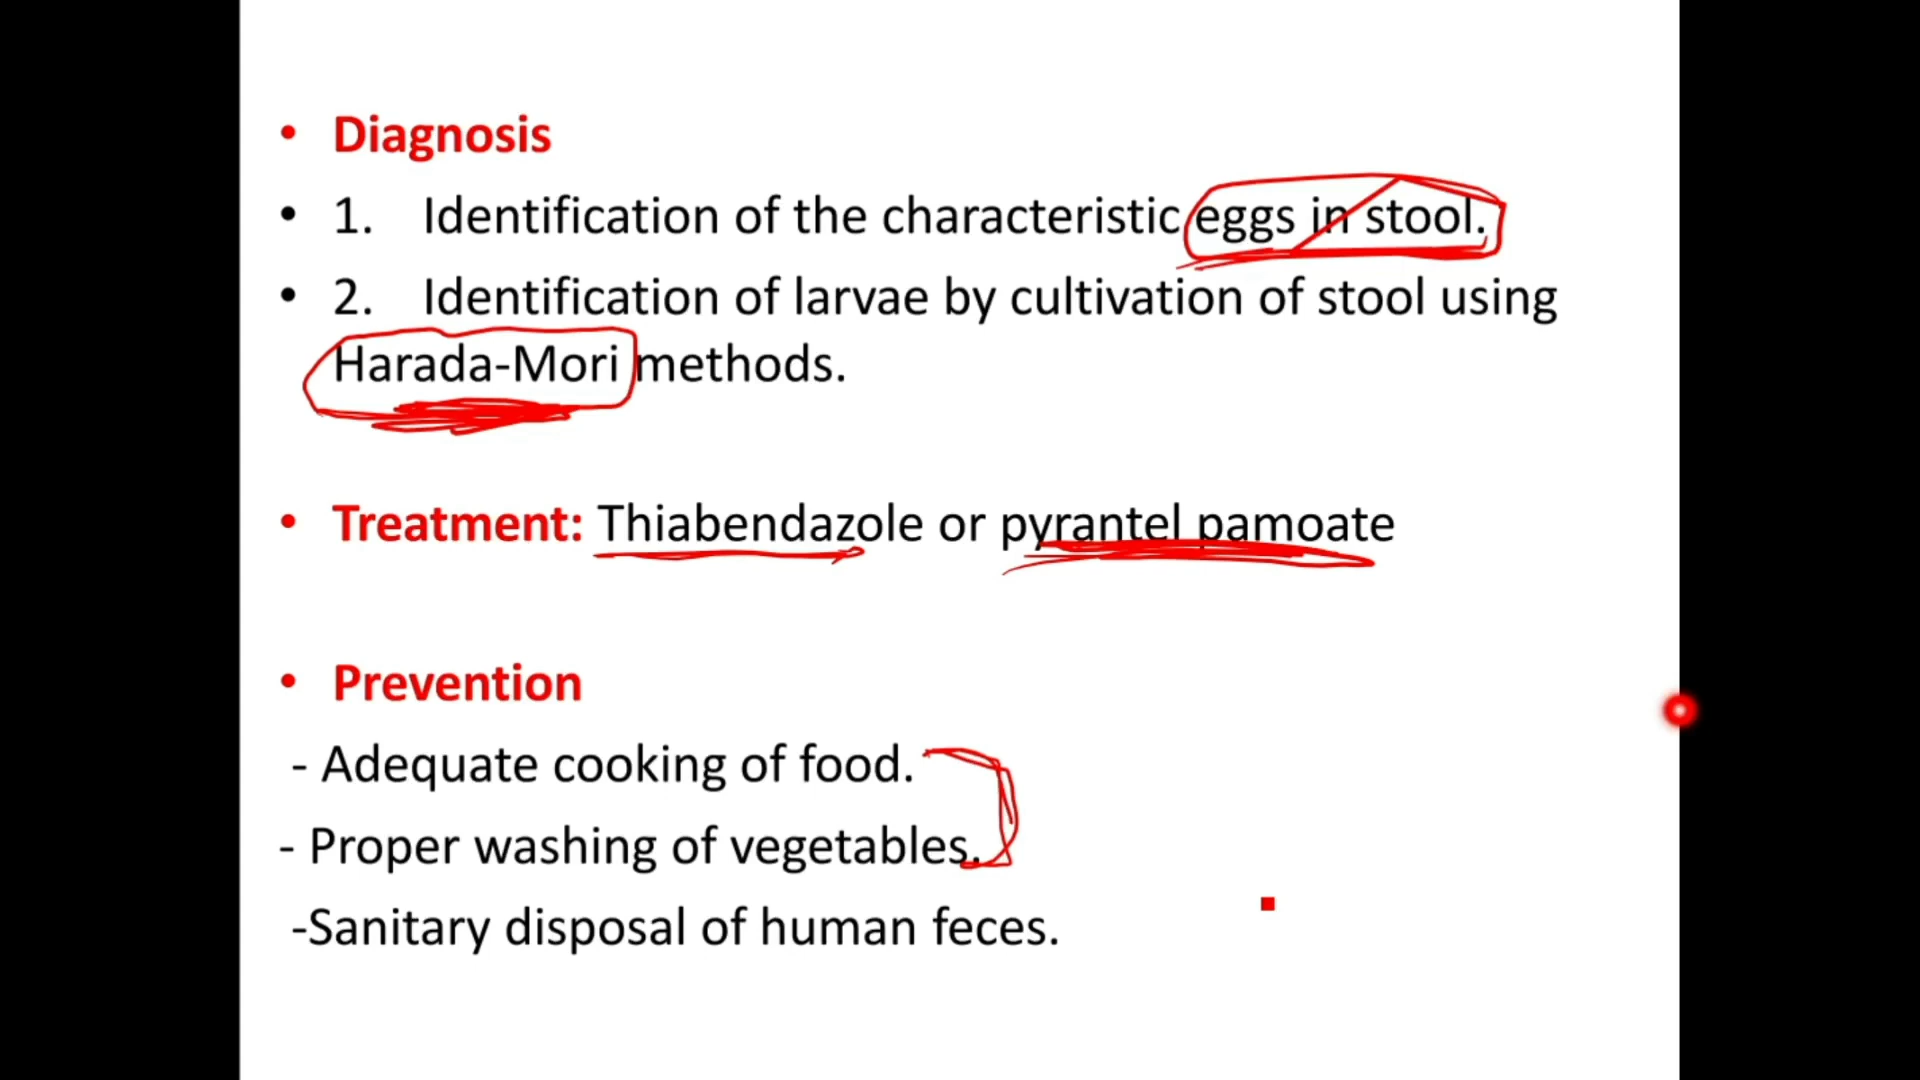 • Diagnosis
• 1. Identification of the characteristic eggs in stool.
• 2. Identification of larvae by cultivation of stool using
Harada-Mori methods.
• Treatment: Thiabendazole or pyrantel pamoate
• Prevention
- Adequate cooking of food.
- Proper washing of vegetables.
-Sanitary disposal of human feces.